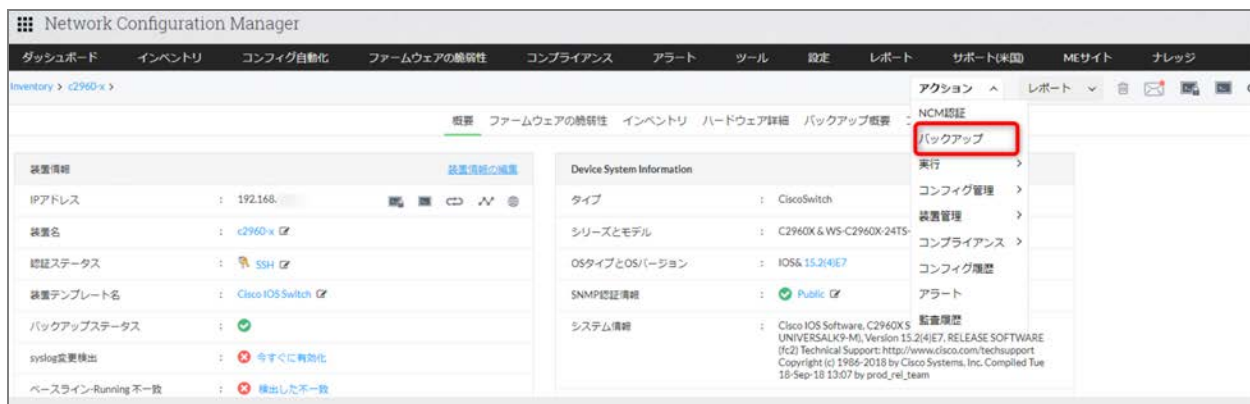 Network Configuration Manager
ダッシュボード インベントリ コンフィグ自動化 ファームウェアの脆弱性 コンプライアンス アラート ツール 設定 レポート サポート(米国) MEサイト ナレッジ
Inventory > c2960-x >
アクション レポート
概要 ファームウェアの脆弱性 インベントリ ハードウェア詳細 バックアップ概要
NCM認証
バックアップ
実行
コンフィグ管理
装置管理
コンプライアンス
コンフィグ履歴
アラート
監査履歴
装置情報 装置情報の編集
IPアドレス : 192.168.
装置名 : c2960-x
認証ステータス : SSH
装置テンプレート名 : Cisco IOS Switch
バックアップステータス :
syslog変更検出 : 今すぐに有効化
ベースライン-Running 不一致 : 検出した不一致
Device System Information
タイプ : CiscoSwitch
シリーズとモデル : C2960X & WS-C2960X-24TS-
OSタイプとOSバージョン : IOS& 15.2(4)E7
SNMP認証情報 : Public
システム情報 : Cisco IOS Software, C2960X S
UNIVERSALK9-M), Version 15.2(4)E7, RELEASE SOFTWARE
(fc2) Technical Support: http://www.cisco.com/techsupport
Copyright (c) 1986-2018 by Cisco Systems, Inc. Compiled Tue
18-Sep-18 13:07 by prod_rel_team